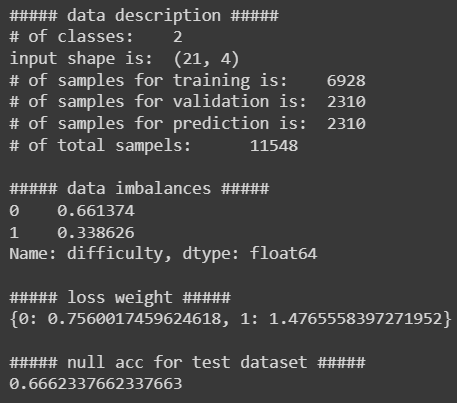 ##### data description #####
# of classes:    2
input shape is:  (21, 4)
# of samples for training is:    6928
# of samples for validation is:  2310
# of samples for prediction is:  2310
# of total sampels:      11548
##### data imbalances #####
0    0.661374
1    0.338626
Name: difficulty, dtype: float64
##### loss weight #####
{0: 0.7560017459624618, 1: 1.4765558397271952}
##### null acc for test dataset #####
0.6662337662337663